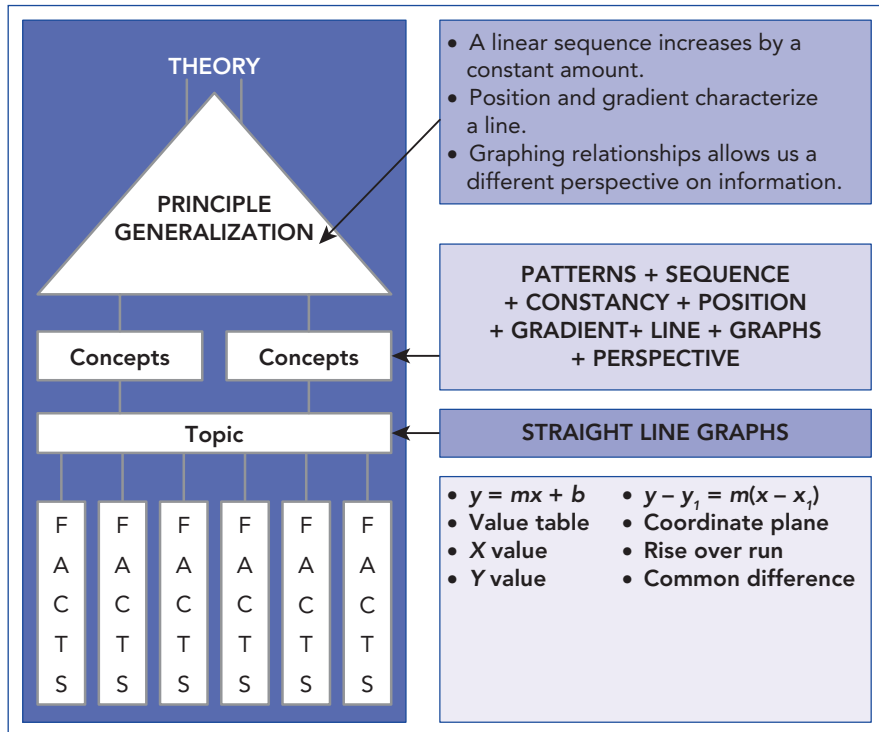 THEORY
PRINCIPLE
GENERALIZATION
Concepts
Concepts
Topic
F
A
C
T
S
F
A
C
T
S
F
A
C
T
S
F
A
C
T
S
F
A
C
T
S
F
A
C
T
S
• A linear sequence increases by a
constant amount.
• Position and gradient characterize
a line.
• Graphing relationships allows us a
different perspective on information.
PATTERNS + SEQUENCE
+ CONSTANCY + POSITION
+ GRADIENT+ LINE + GRAPHS
+ PERSPECTIVE
STRAIGHT LINE GRAPHS
• y = mx + b
• Value table
• X value
• Y value
• y – y₁ = m(x – x₁)
• Coordinate plane
• Rise over run
• Common difference